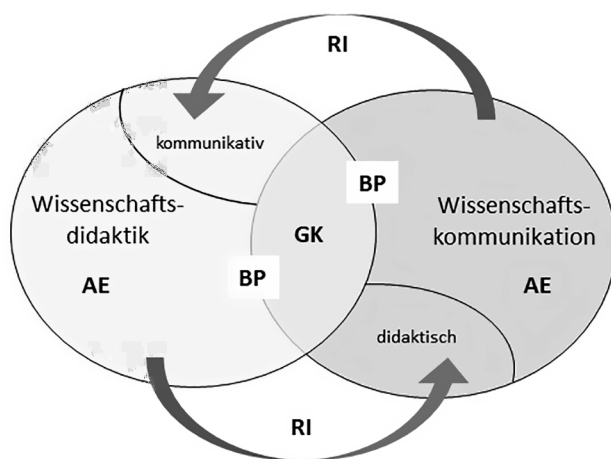 RI
kommunikativ
BP
Wissenschafts-
didaktik
Wissenschafts-
kommunikation
GK
BP
AE
AE
didaktisch
RI